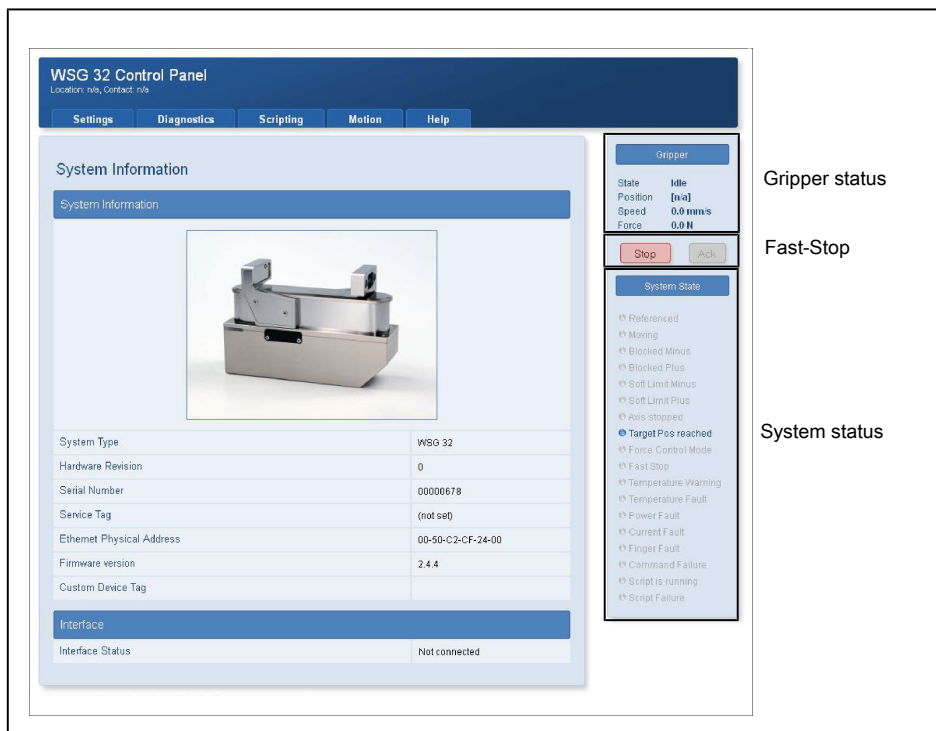 WSG 32 Control Panel
Location: n/a, Contact: n/a
Settings Diagnostics Scripting Motion Help
System Information
System Information
System Type WSG 32
Hardware Revision 0
Serial Number 00000678
Service Tag (not set)
Ethernet Physical Address 00-50-C2-CF-24-00
Firmware version 2.4.4
Custom Device Tag
Interface
Interface Status Not connected
Gripper
State Idle
Position [n/a]
Speed 0.0 mm/s
Force 0.0 N
Stop Ack
System State
Referenced
Moving
Blocked Minus
Blocked Plus
Soft Limit Minus
Soft Limit Plus
Axis stopped
Target Pos reached
Force Control Mode
Fast Stop
Temperature Warning
Temperature Fault
Power Fault
Current Fault
Finger Fault
Command Failure
Script is running
Script Failure
Gripper status
Fast-Stop
System status